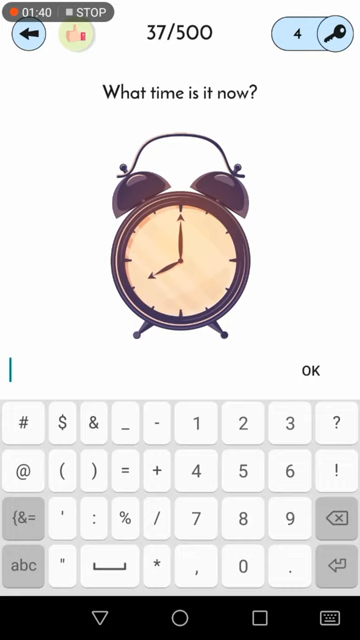 01:40 STOP
37/500
4
What time is it now?
OK
# $ & _ - 1 2 3 ?
@ ( ) = + 4 5 6 !
{&= ' : % / 7 8 9
abc " * , 0 .